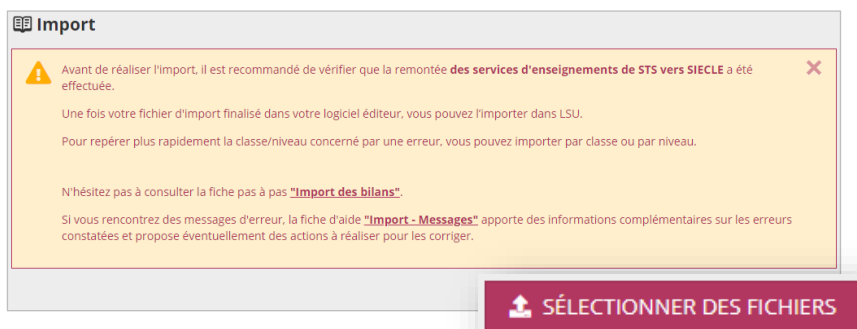 Import
Avant de réaliser l'import, il est recommandé de vérifier que la remontée des services d'enseignements de STS vers SIECLE a été
effectuée.
Une fois votre fichier d'import finalisé dans votre logiciel éditeur, vous pouvez l'importer dans LSU.
Pour repérer plus rapidement la classe/niveau concerné par une erreur, vous pouvez importer par classe ou par niveau.
N'hésitez pas à consulter la fiche pas à pas "Import des bilans".
Si vous rencontrez des messages d'erreur, la fiche d'aide "Import - Messages" apporte des informations complémentaires sur les erreurs
constatées et propose éventuellement des actions à réaliser pour les corriger.
SÉLECTIONNER DES FICHIERS